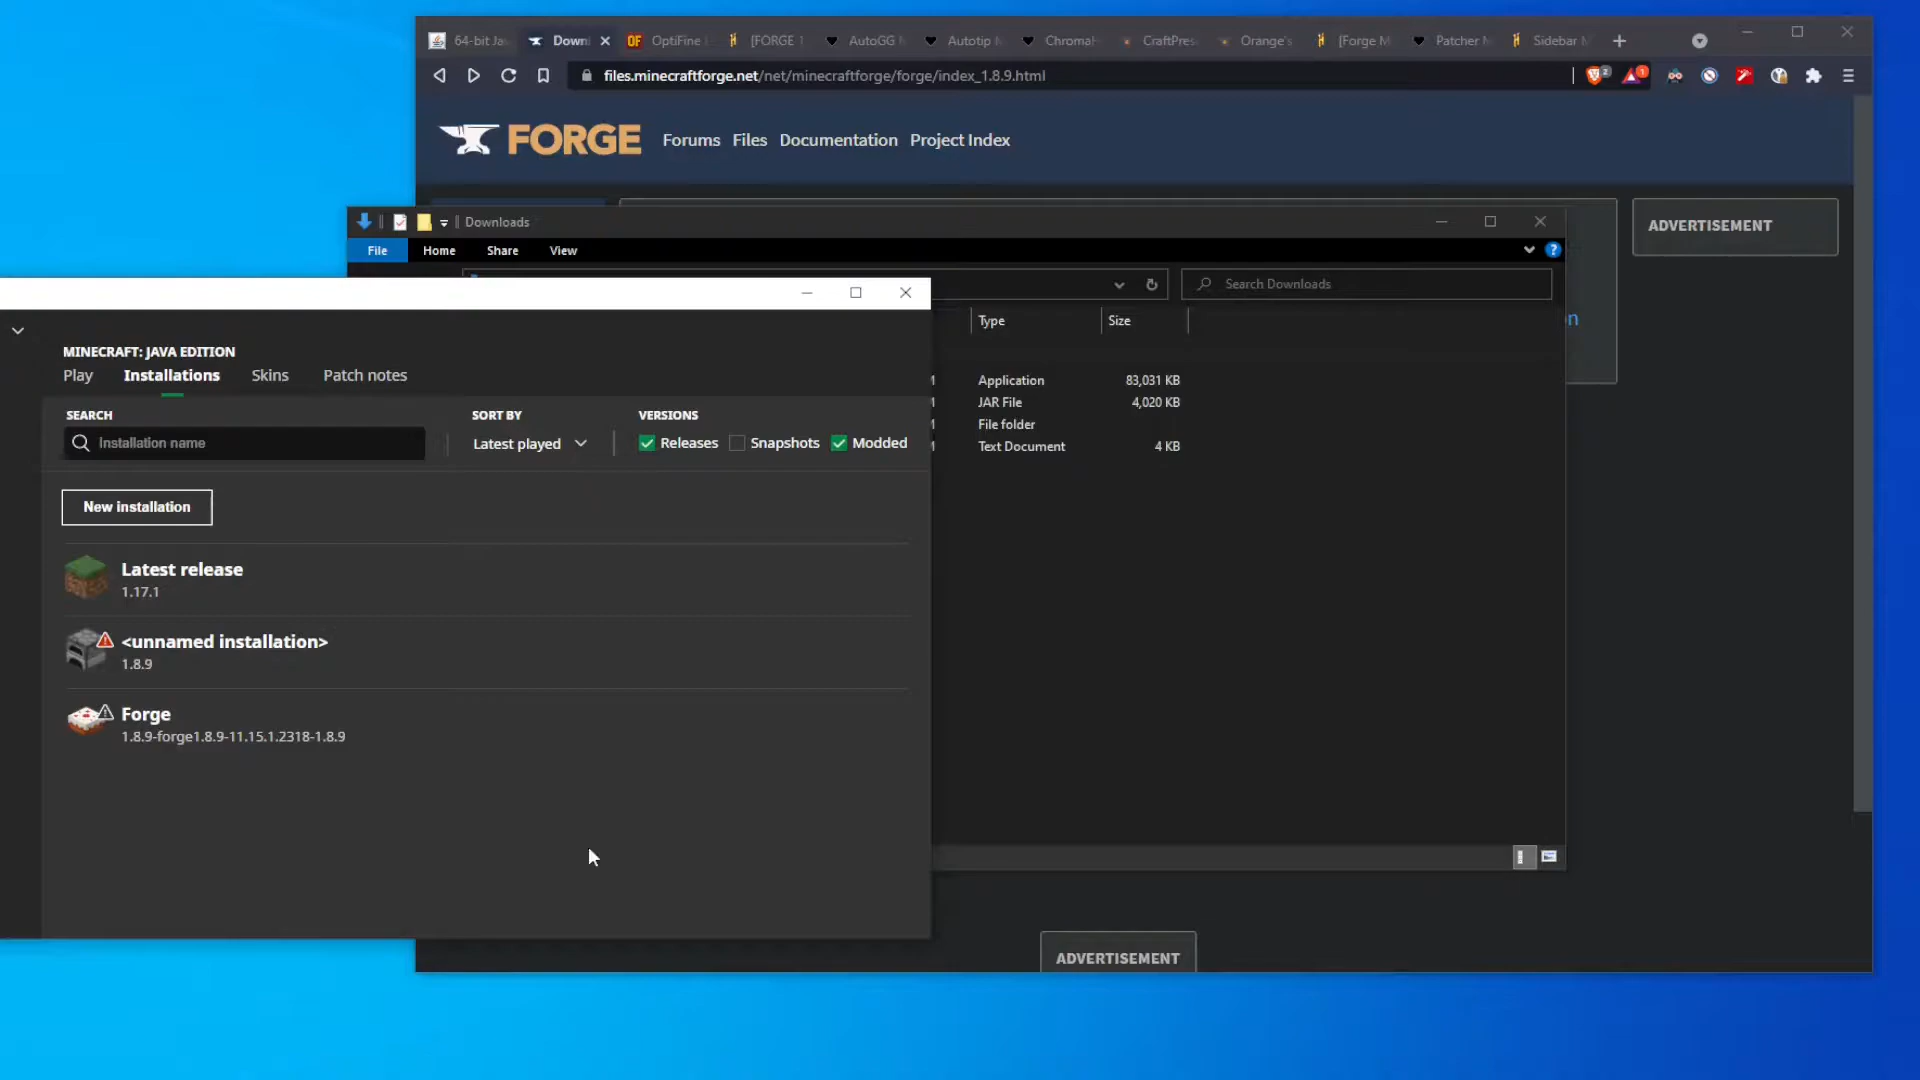 64-bit Ja
Downl
OptiFine
[FORGE 1
AutoGG
Autotip
ChromaH
CraftPres
Orange's
[Forge M
Patcher
Sidebar
files.minecraftforge.net/net/minecraftforge/forge/index_1.8.9.html
2
1
FORGE
Forums
Files
Documentation
Project Index
ADVERTISEMENT
Downloads
File
Home
Share
View
Search Downloads
n
Type
Size
Application
83,031 KB
JAR File
4,020 KB
File folder
Text Document
4 KB
MINECRAFT: JAVA EDITION
Play
Installations
Skins
Patch notes
SEARCH
SORT BY
VERSIONS
Installation name
Latest played
Releases
Snapshots
Modded
New installation
Latest release
1.17.1
<unnamed installation>
1.8.9
Forge
1.8.9-forge1.8.9-11.15.1.2318-1.8.9
ADVERTISEMENT